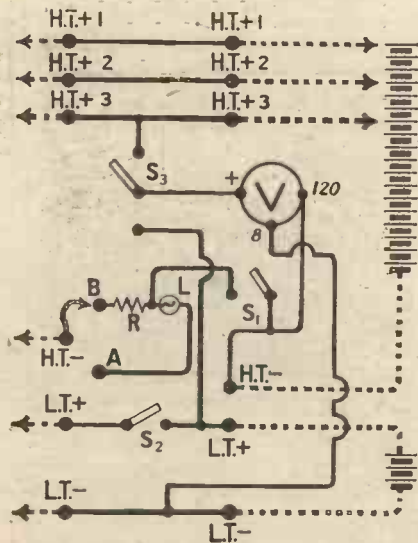 H.T.+1 H.T.+1
H.T.+2 H.T.+2
H.T.+3 H.T.+3
S3
+ V 120
8
B R L S1
H.T.- A
H.T.-
L.T.+ S2 L.T.+
L.T.- L.T.-